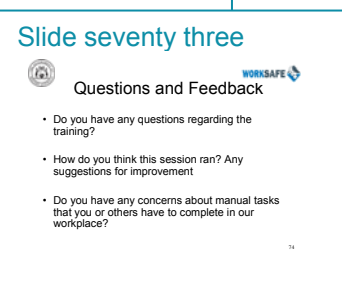 Slide seventy three
WORKSAFE
Questions and Feedback
• Do you have any questions regarding the
training?
• How do you think this session ran? Any
suggestions for improvement
• Do you have any concerns about manual tasks
that you or others have to complete in our
workplace?
74